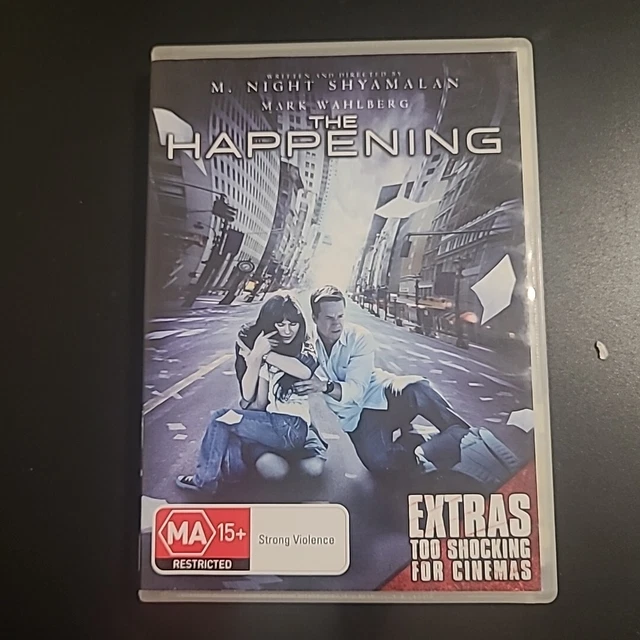 WRITTEN AND DIRECTED BY
M. NIGHT SHYAMALAN
MARK WAHLBERG
THE
HAPPENING
MA 15+
RESTRICTED
Strong Violence
EXTRAS
TOO SHOCKING
FOR CINEMAS